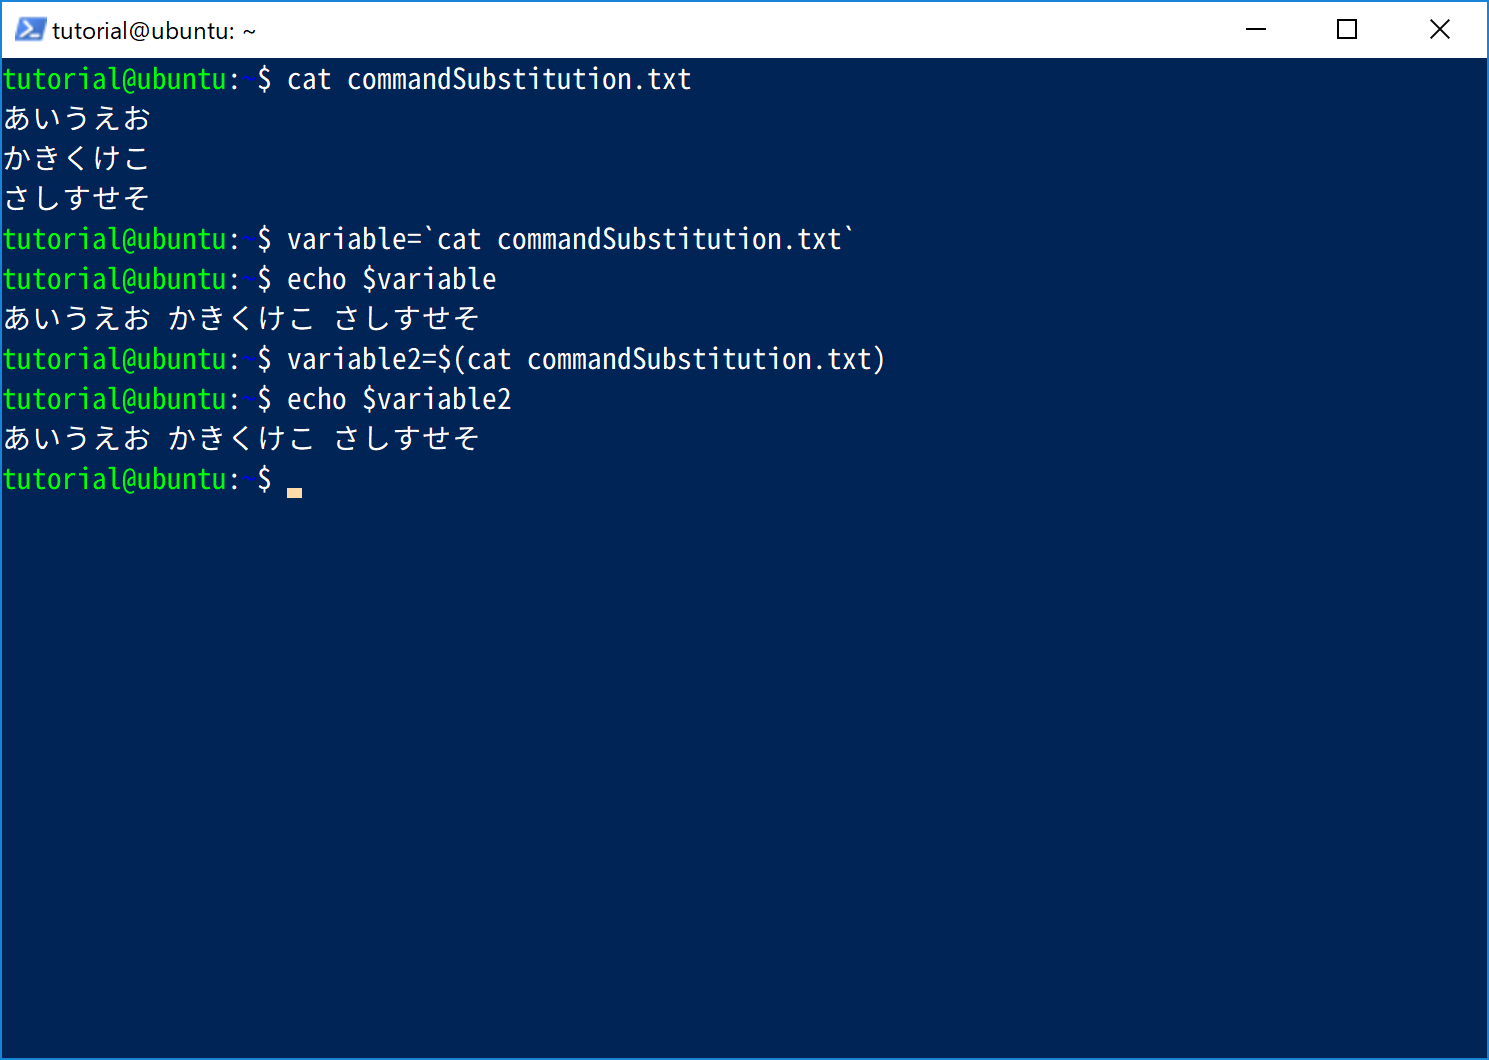 tutorial@ubuntu: ~
tutorial@ubuntu:~$ cat commandSubstitution.txt
あいうえお
かきくけこ
さしすせそ
tutorial@ubuntu:~$ variable=`cat commandSubstitution.txt`
tutorial@ubuntu:~$ echo $variable
あいうえお かきくけこ さしすせそ
tutorial@ubuntu:~$ variable2=$(cat commandSubstitution.txt)
tutorial@ubuntu:~$ echo $variable2
あいうえお かきくけこ さしすせそ
tutorial@ubuntu:~$